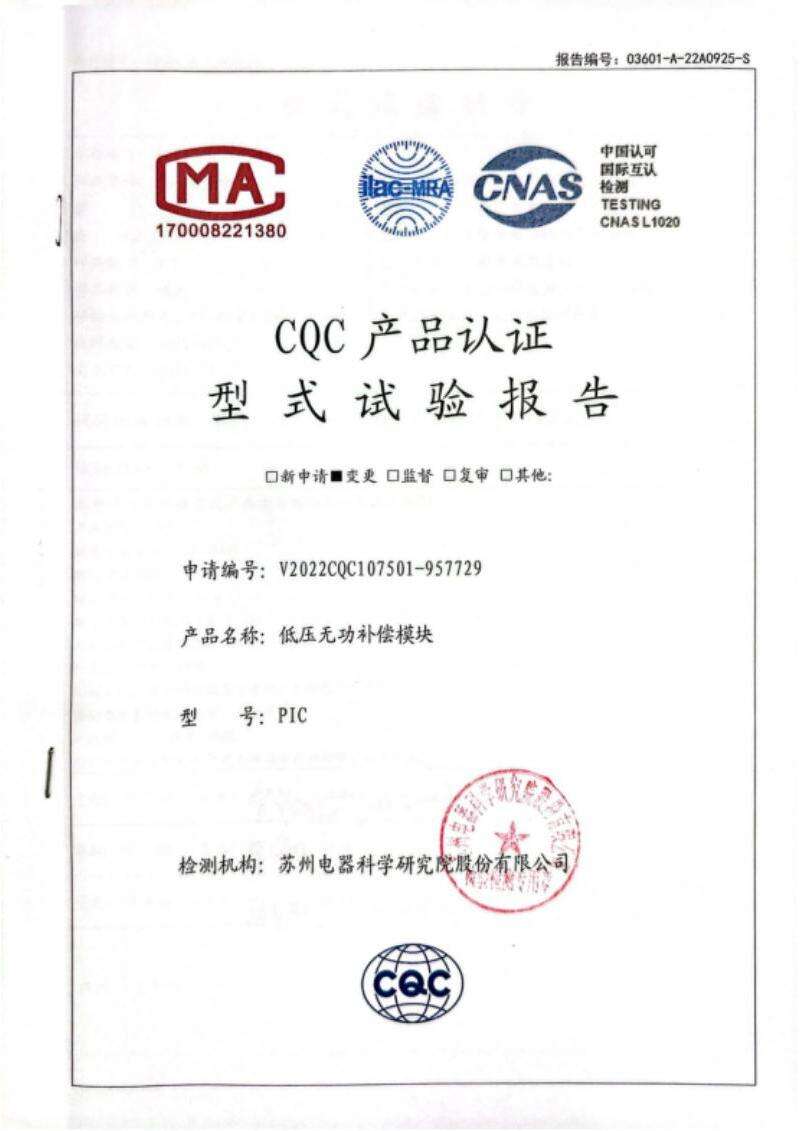 报告编号：03601-A-22A0925-S
MA
170008221380
ilac-MRA
CNAS
中国认可
国际互认
检测
TESTING
CNAS L1020
CQC 产品认证
型式试验报告
□新申请■变更 □监督 □复审 □其他:
申请编号: V2022CQC107501-957729
产品名称: 低压无功补偿模块
型 号: PIC
检测机构: 苏州电器科学研究院股份有限公司
CQC